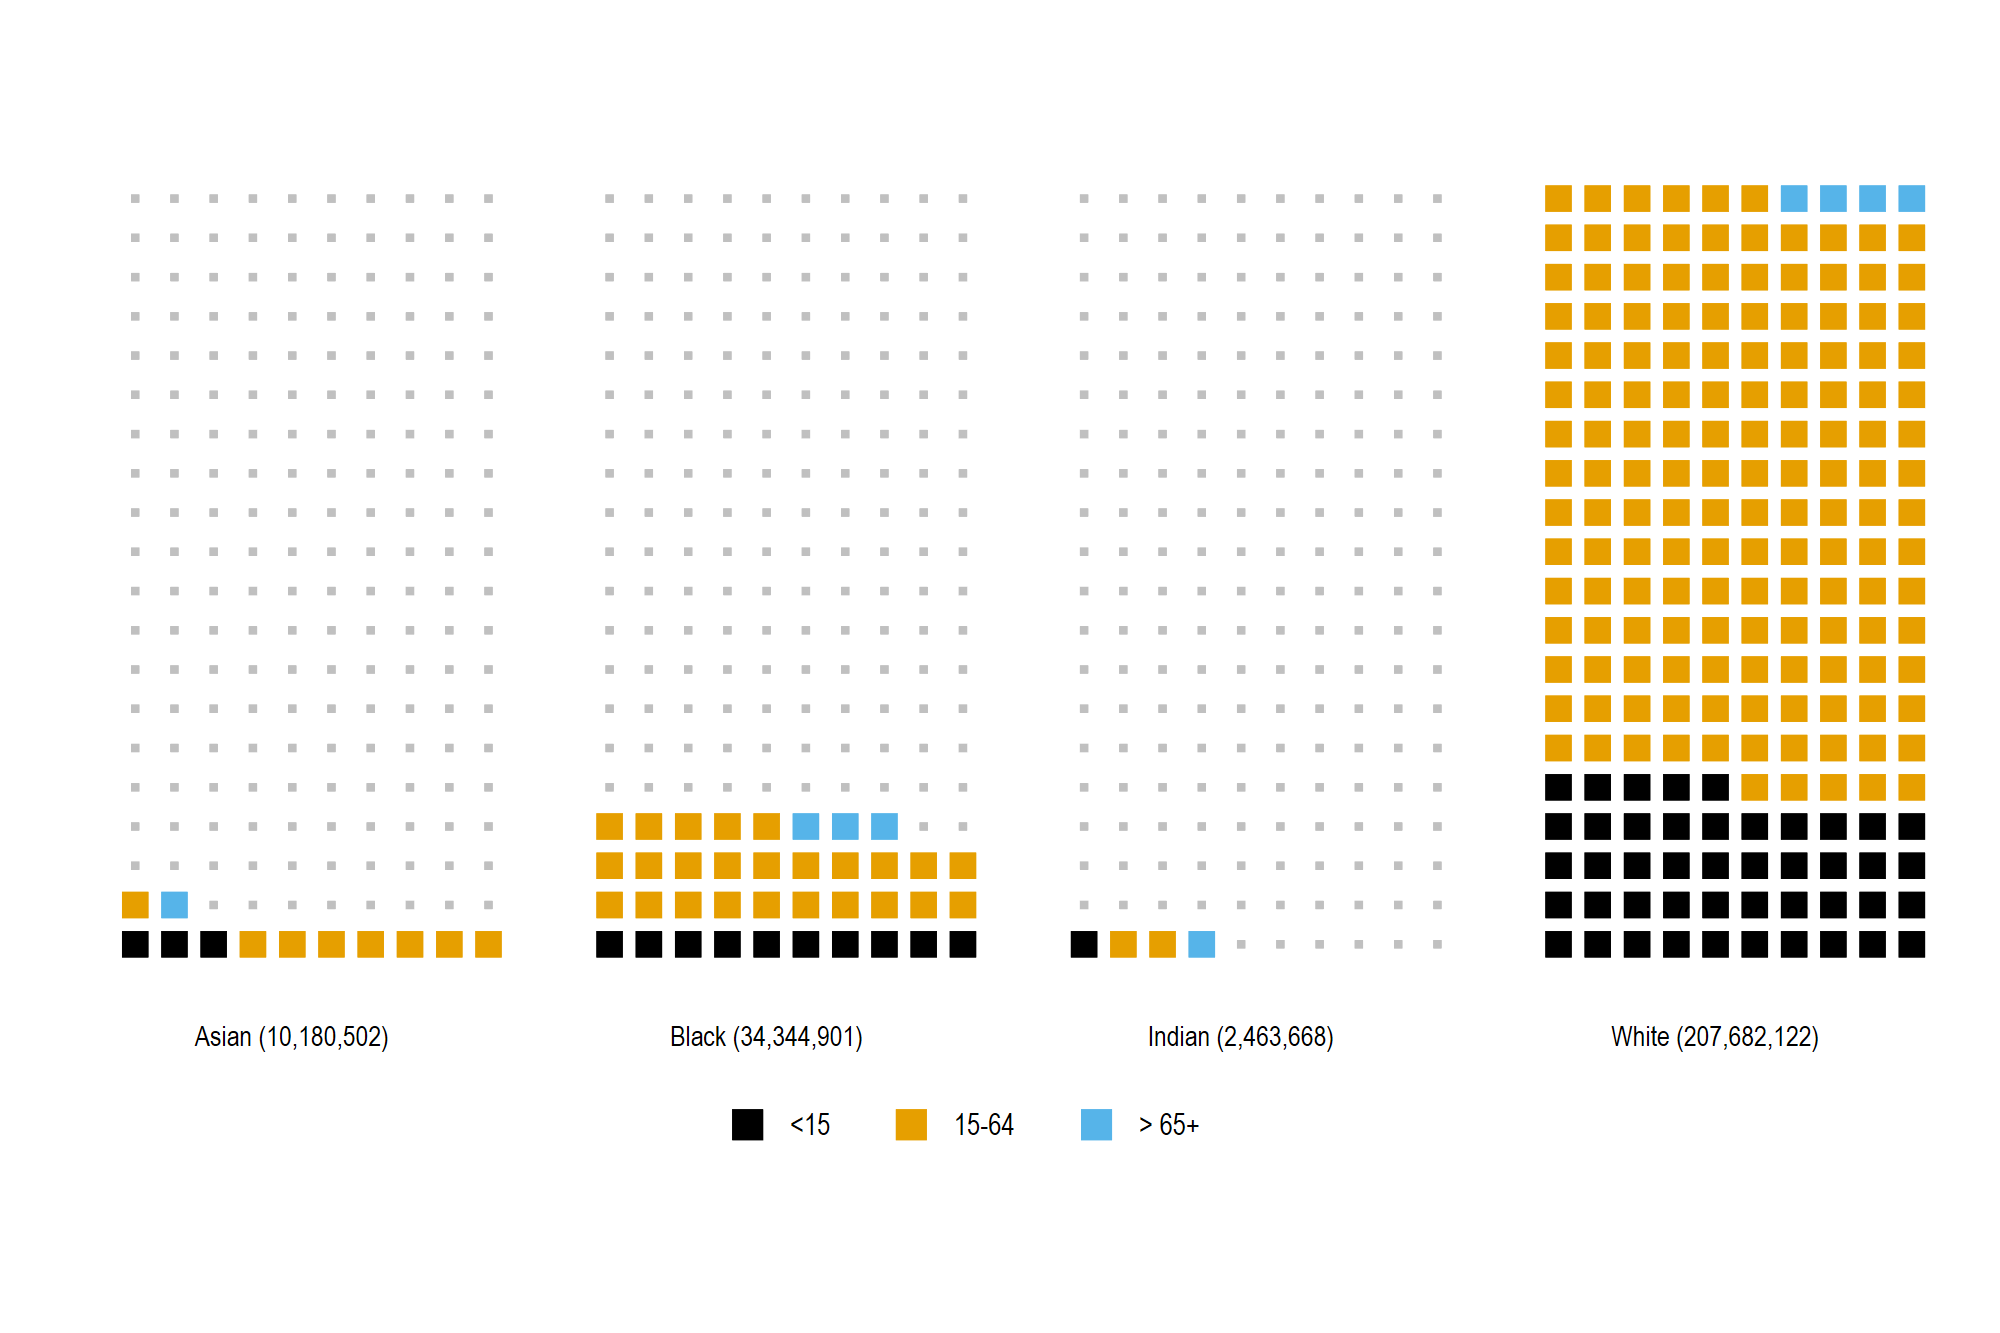 Asian (10,180,502)
Black (34,344,901)
Indian (2,463,668)
White (207,682,122)
<15
15-64
> 65+